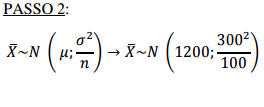 PASSO 2:
X̄~N (μ; σ²/n) → X̄~N (1200; 300²/100)